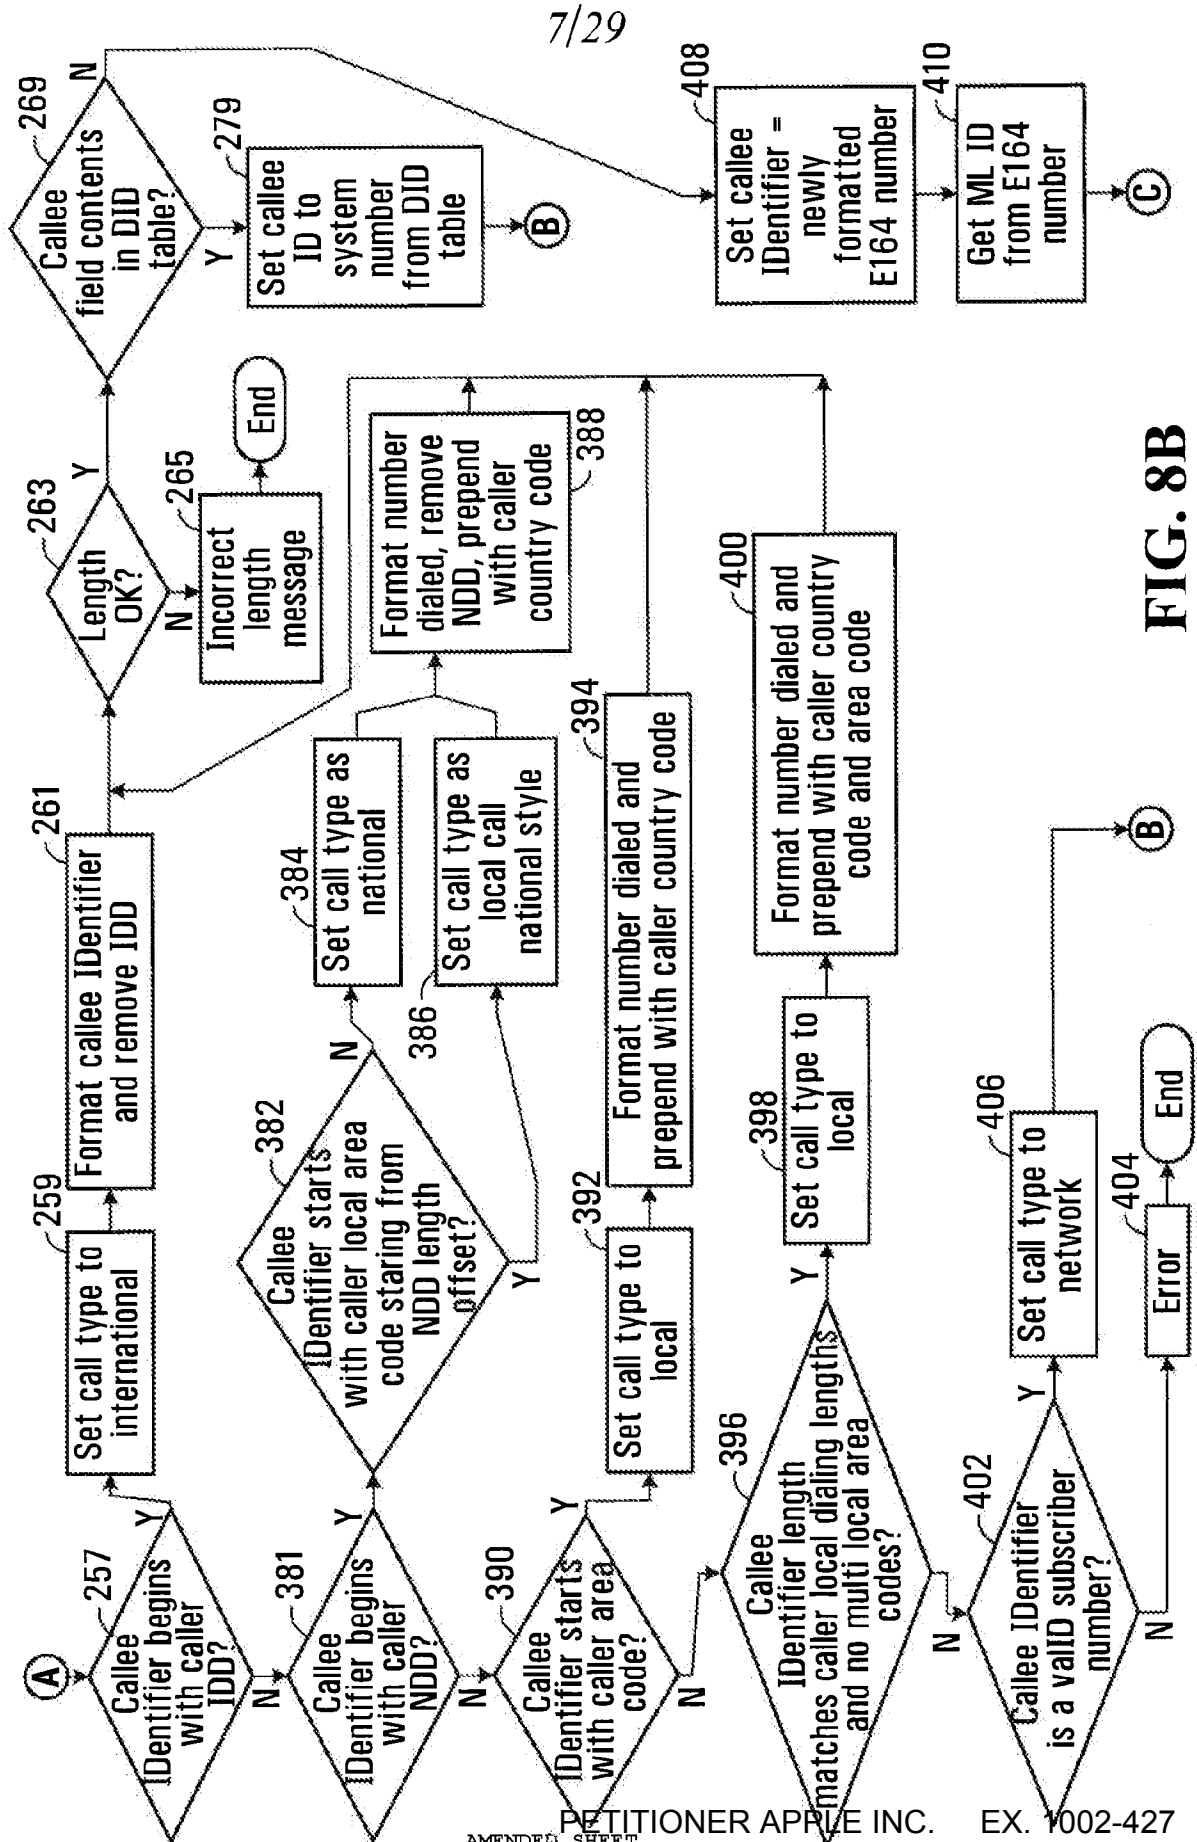 7/29
A
257
Callee
IDentifier begins
with caller
IDD?
Y
N
259
Set call type to
international
261
Format callee IDentifier
and remove IDD
263
Length
OK?
Y
N
265
Incorrect
length
message
End
269
Callee
field contents
in DID
table?
N
Y
279
Set callee
ID to
system
number
from DID
table
B
381
Callee
IDentifier begins
with caller
NDD?
Y
N
382
Callee
IDentifier starts
with caller local area
code staring from
NDD length
offset?
N
Y
384
Set call type as
national
386
Set call type as
local call
national style
388
Format number
dialed, remove
NDD, prepend
with caller
country code
390
Callee
IDentifier starts
with caller area
code?
Y
N
392
Set call type to
local
394
Format number dialed and
prepend with caller country code
396
Callee
IDentifier length
matches caller local dialing lengths
and no multi local area
codes?
Y
N
398
Set call type to
local
400
Format number dialed and
prepend with caller country
code and area code
402
Callee IDentifier
is a valID subscriber
number?
Y
N
404
Error
End
406
Set call type to
network
B
408
Set callee
IDentifier =
newly
formatted
E164 number
410
Get ML ID
from E164
number
C
FIG. 8B
AMENDED SHEET
PETITIONER APPLE INC. EX. 1002-427